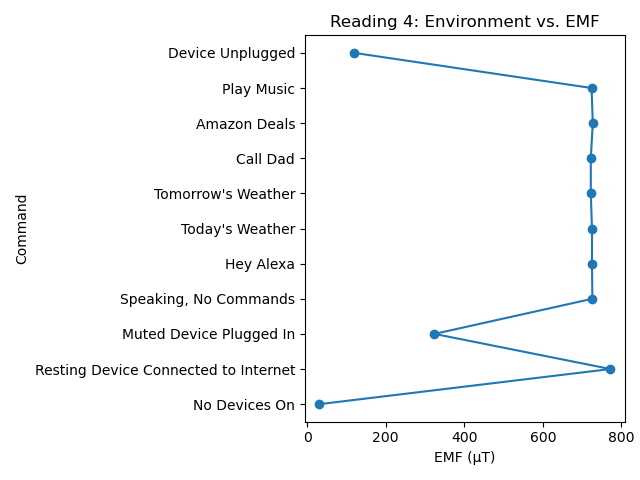 Reading 4: Environment vs. EMF
Device Unplugged
Play Music
Amazon Deals
Call Dad
Tomorrow's Weather
Today's Weather
Hey Alexa
Speaking, No Commands
Muted Device Plugged In
Resting Device Connected to Internet
No Devices On
Command
0 200 400 600 800
EMF (μT)